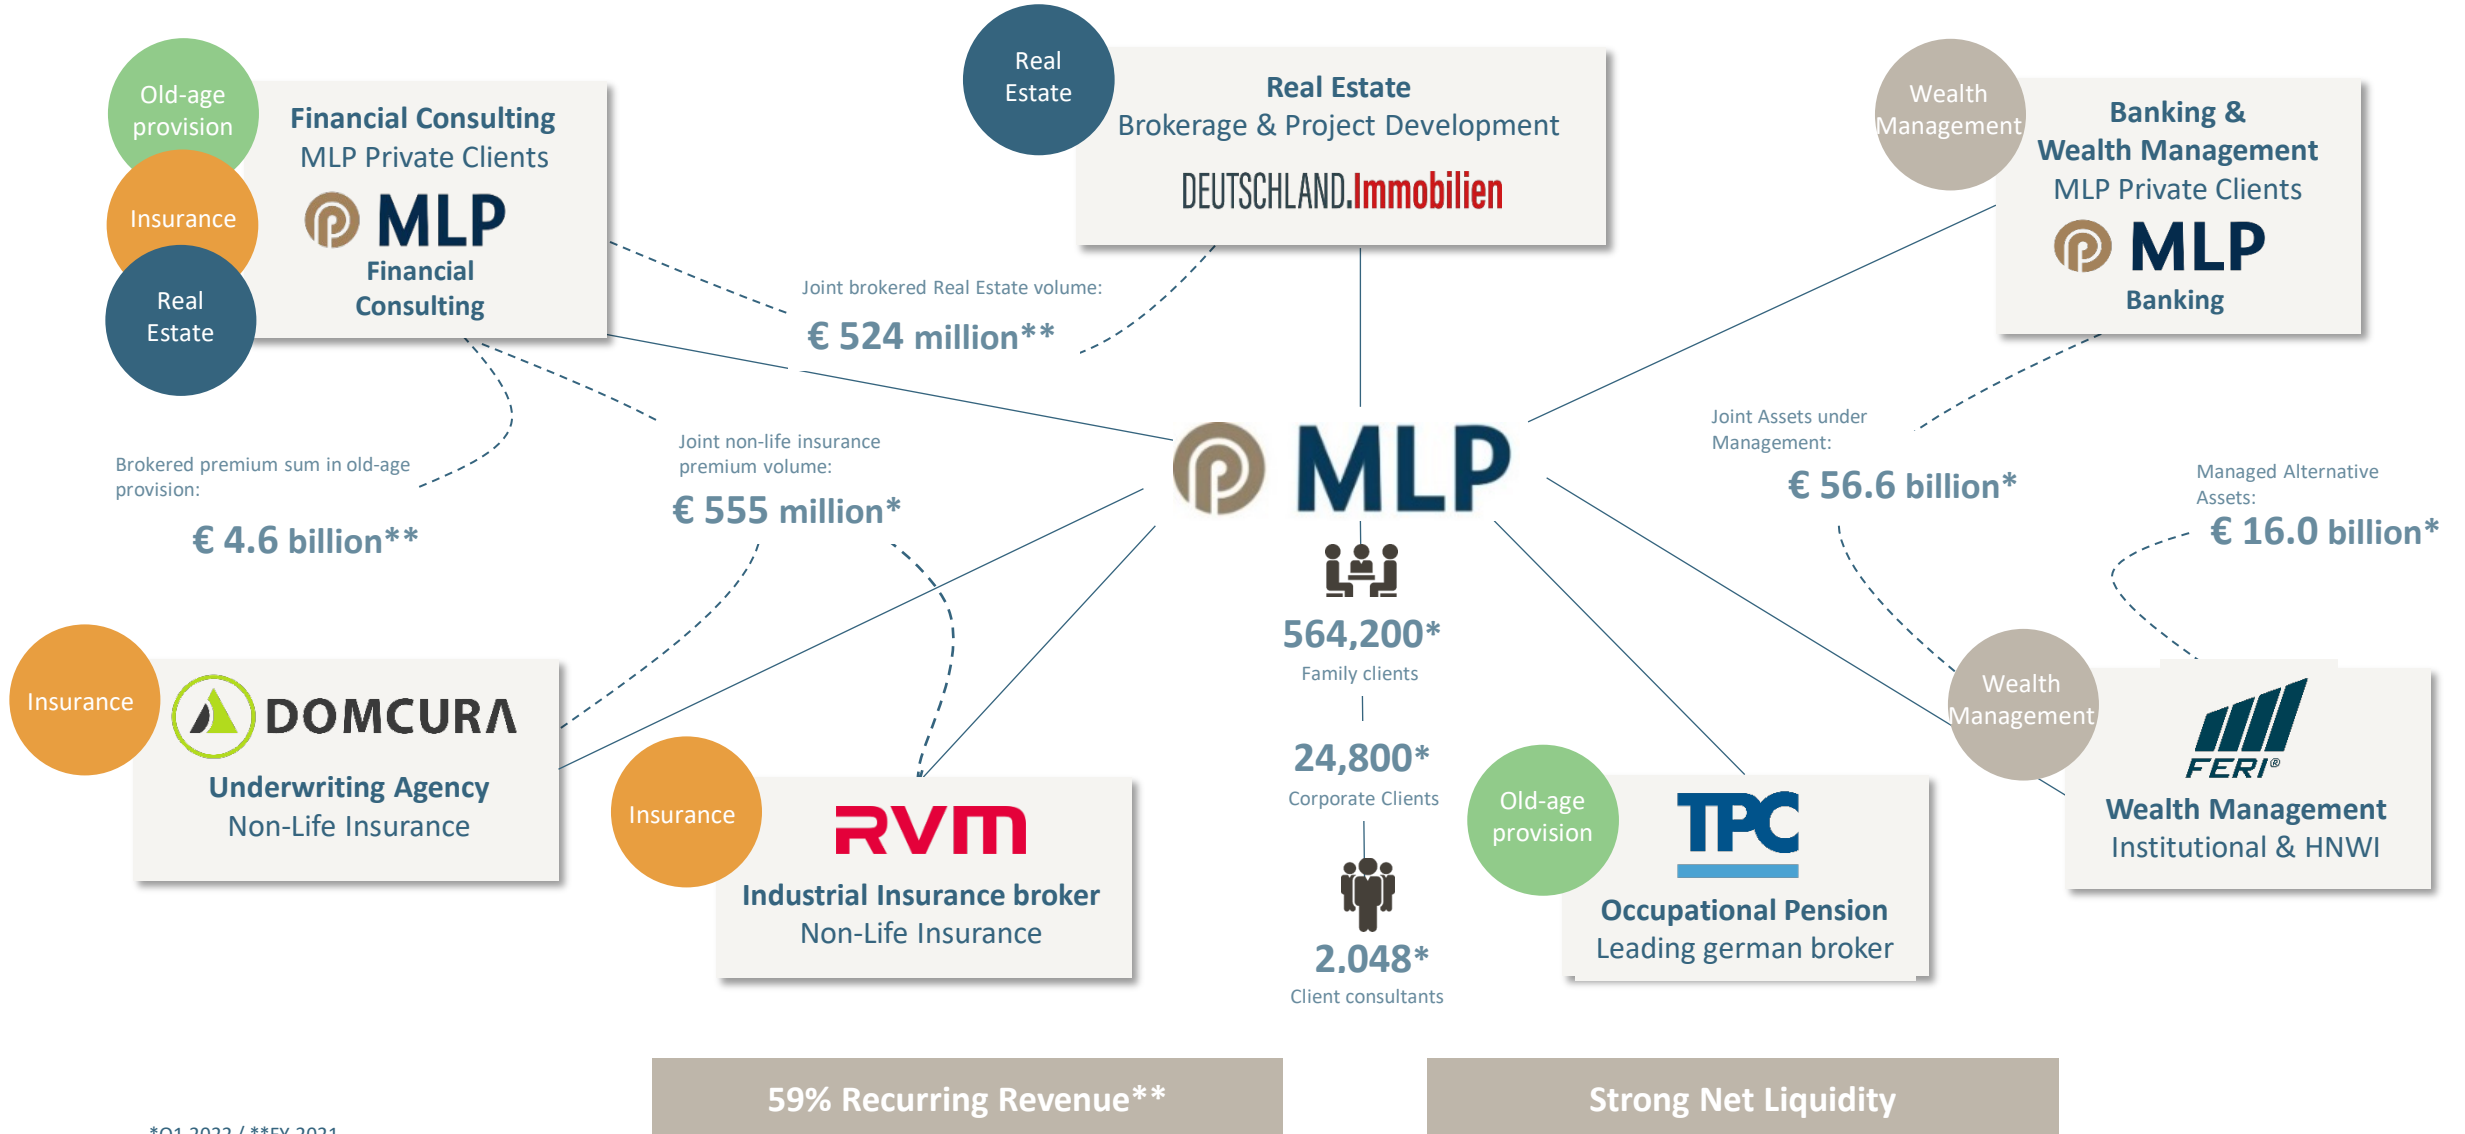 Old-age
provision
Insurance
Real
Estate
Financial Consulting
MLP Private Clients
MLP
Financial
Consulting
Real
Estate
Real Estate
Brokerage & Project Development
DEUTSCHLAND.Immobilien
Wealth
Management
Banking &
Wealth Management
MLP Private Clients
MLP
Banking
Joint brokered Real Estate volume:
€ 524 million**
Brokered premium sum in old-age
provision:
€ 4.6 billion**
Joint non-life insurance
premium volume:
€ 555 million*
MLP
Joint Assets under
Management:
€ 56.6 billion*
Managed Alternative
Assets:
€ 16.0 billion*
564,200*
Family clients
24,800*
Corporate Clients
2,048*
Client consultants
Insurance
DOMCURA
Underwriting Agency
Non-Life Insurance
Insurance
RVM
Industrial Insurance broker
Non-Life Insurance
Old-age
provision
TPC
Occupational Pension
Leading german broker
Wealth
Management
FERI®
Wealth Management
Institutional & HNWI
59% Recurring Revenue**
Strong Net Liquidity
*Q1 2022 / **FY 2021